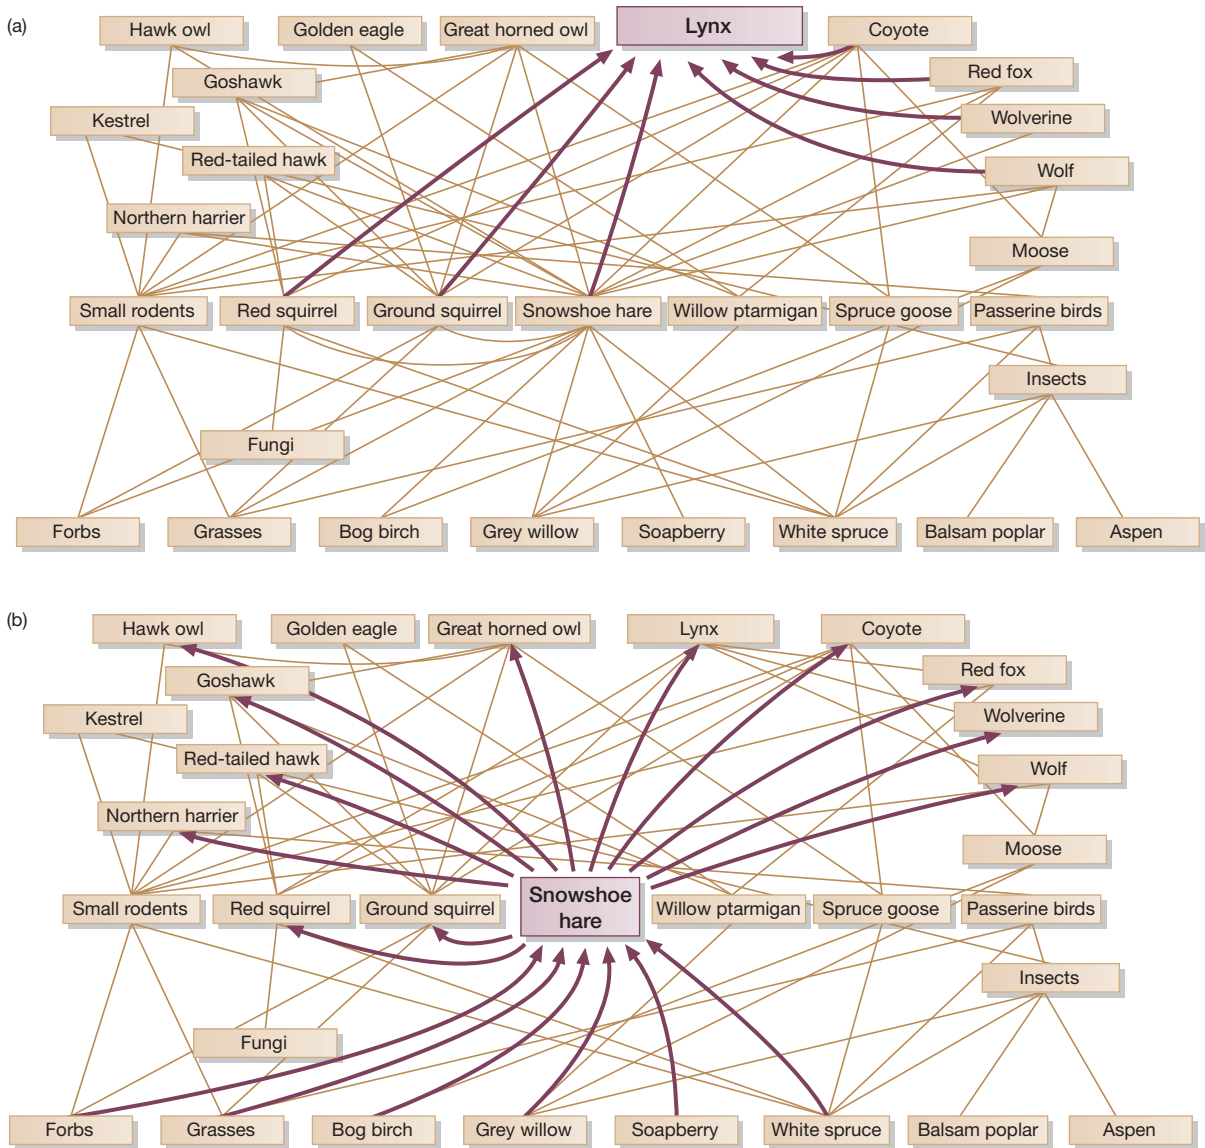 (a)
Hawk owl
Golden eagle
Great horned owl
Lynx
Coyote
Goshawk
Red fox
Kestrel
Wolverine
Red-tailed hawk
Wolf
Northern harrier
Moose
Small rodents
Red squirrel
Ground squirrel
Snowshoe hare
Willow ptarmigan
Spruce goose
Passerine birds
Insects
Fungi
Forbs
Grasses
Bog birch
Grey willow
Soapberry
White spruce
Balsam poplar
Aspen
(b)
Hawk owl
Golden eagle
Great horned owl
Lynx
Coyote
Goshawk
Red fox
Kestrel
Wolverine
Red-tailed hawk
Wolf
Northern harrier
Moose
Small rodents
Red squirrel
Ground squirrel
Snowshoe
hare
Willow ptarmigan
Spruce goose
Passerine birds
Insects
Fungi
Forbs
Grasses
Bog birch
Grey willow
Soapberry
White spruce
Balsam poplar
Aspen